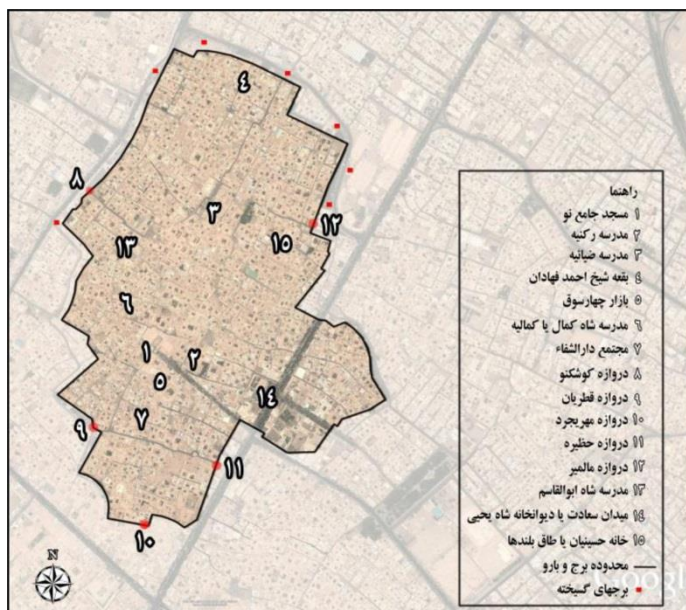 ۴
۸
۳
۱۲
۱۳
۱۵
۶
۱
۲
۵
۱۴
۷
۹
۱۱
۱۰
N
راهنما
۱ مسجد جامع نو
۲ مدرسه رکنیه
۳ مدرسه ضیائیه
۴ بقعه شیخ احمد فهادان
۵ بازار چهارسوق
۶ مدرسه شاه کمال یا کمالیه
۷ مجتمع دارالشفاء
۸ دروازه کوشکنو
۹ دروازه قطریان
۱۰ دروازه مهریجرد
۱۱ دروازه حظیره
۱۲ دروازه مالمیر
۱۳ مدرسه شاه ابوالقاسم
۱۴ میدان سعادت یا دیوانخانه شاه یحیی
۱۵ خانه حسینیان یا طاق بلندها
محدوده برج و بارو
برجهای گسیخته
Google